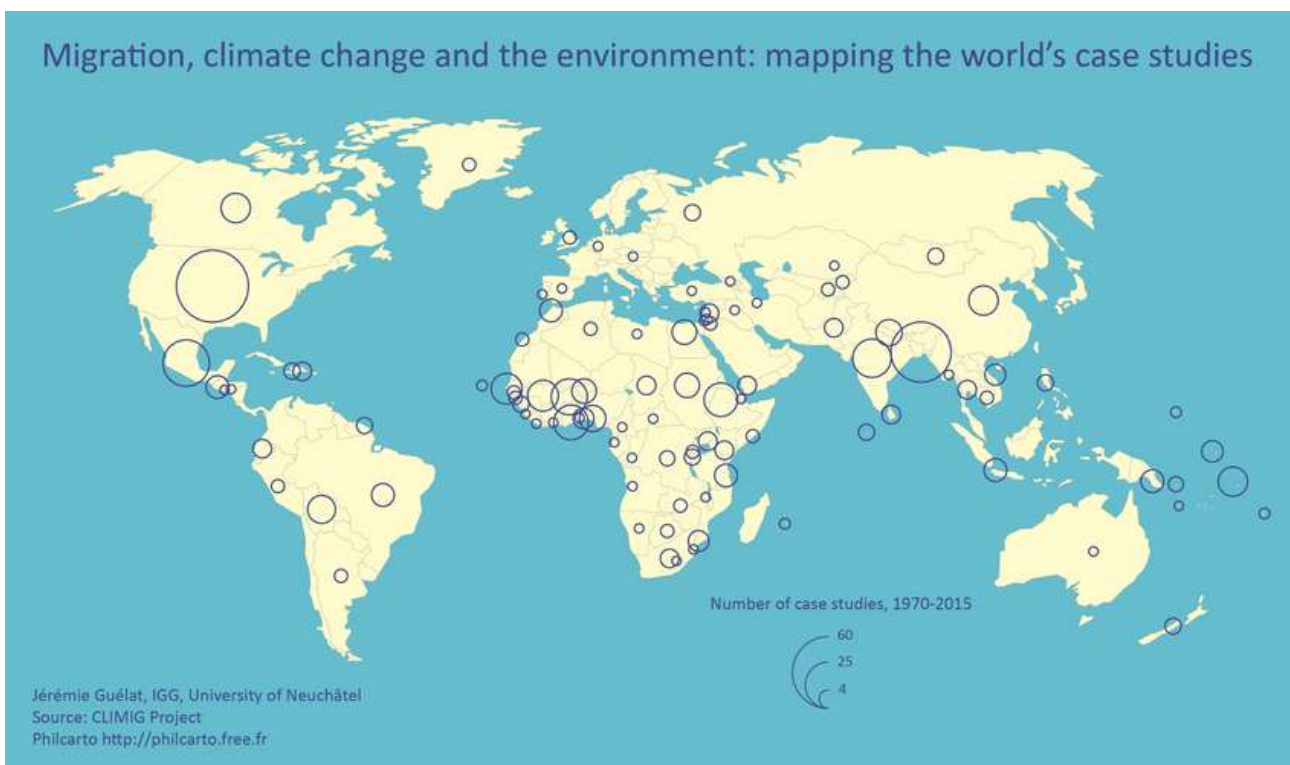 Migration, climate change and the environment: mapping the world's case studies
Number of case studies, 1970-2015
60
25
4
Jérémie Guélat, IGG, University of Neuchâtel
Source: CLIMIG Project
Philcarto http://philcarto.free.fr